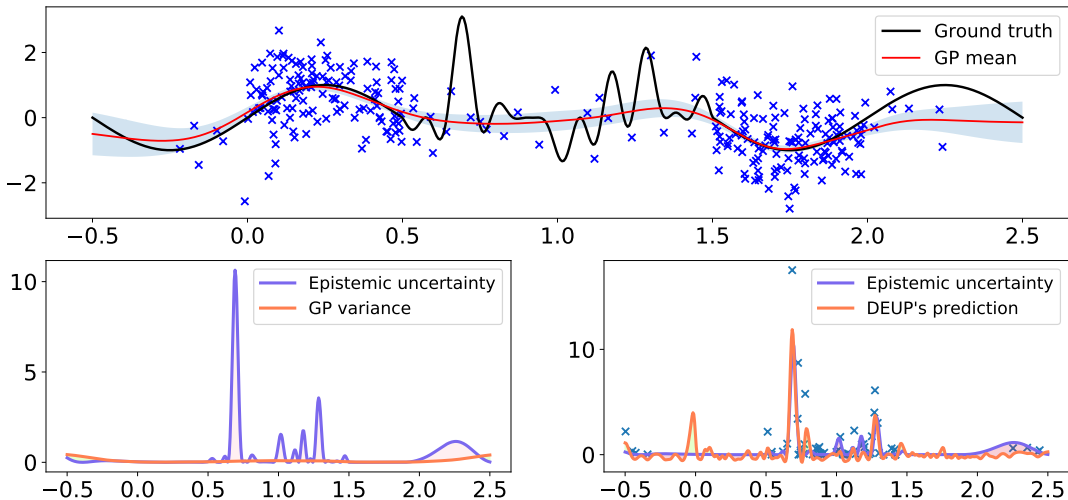 2
0
−2
Ground truth
GP mean
−0.5 0.0 0.5 1.0 1.5 2.0 2.5
10
5
0
Epistemic uncertainty
GP variance
−0.5 0.0 0.5 1.0 1.5 2.0 2.5
10
0
Epistemic uncertainty
DEUP's prediction
−0.5 0.0 0.5 1.0 1.5 2.0 2.5